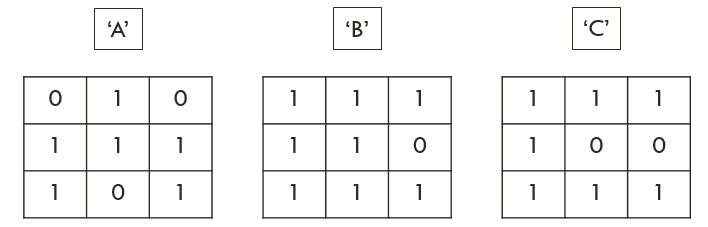 ‘A’ ‘B’ ‘C’
0 1 0 1 1 1 1 1 1
1 1 1 1 1 0 1 0 0
1 0 1 1 1 1 1 1 1